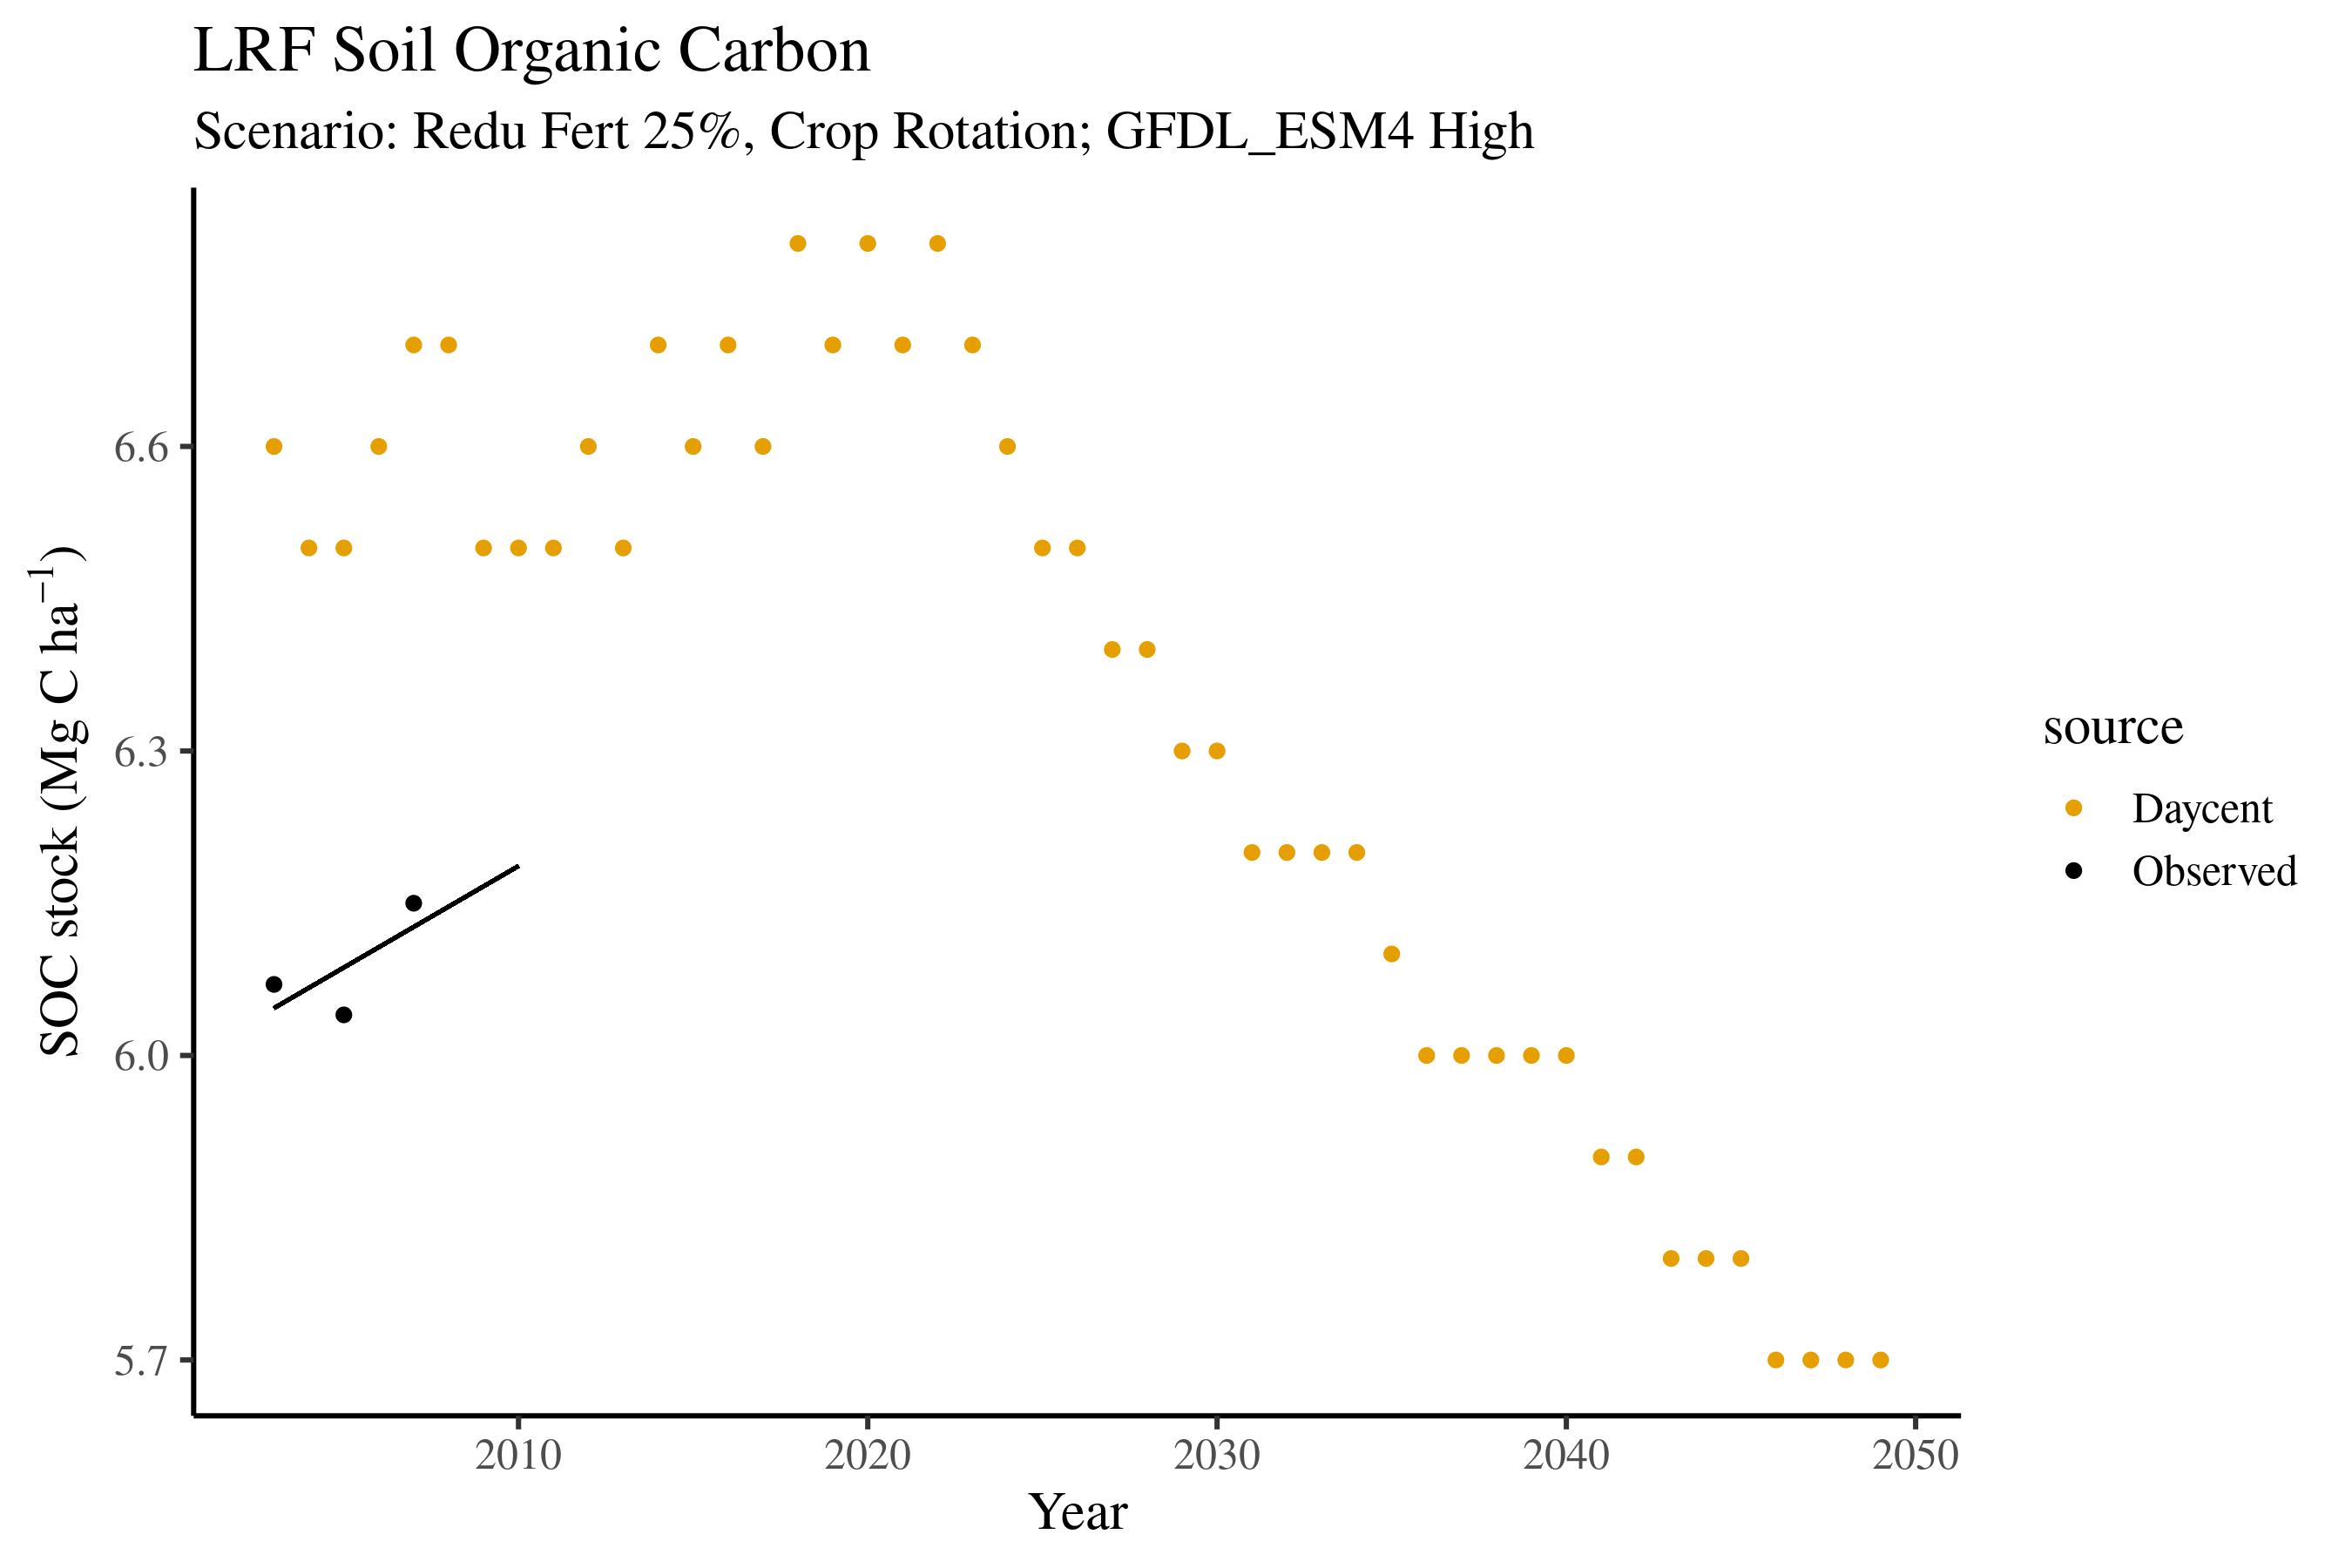 LRF Soil Organic Carbon
Scenario: Redu Fert 25%, Crop Rotation; GFDL_ESM4 High
SOC stock (Mg C ha⁻¹)
6.6
6.3
6.0
5.7
2010 2020 2030 2040 2050
Year
source
Daycent
Observed